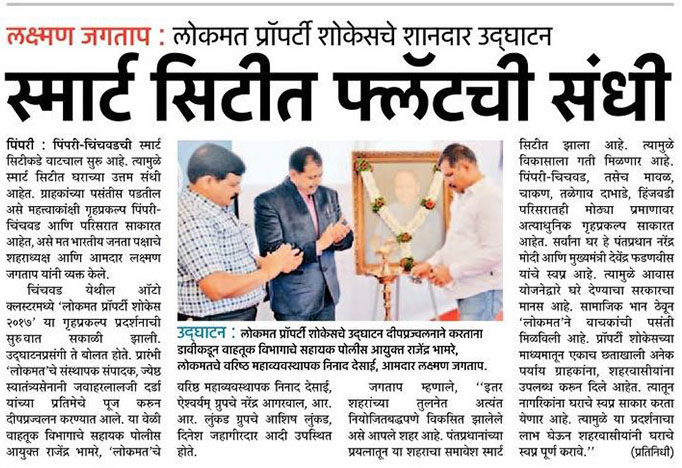 लक्ष्मण जगताप : लोकमत प्रॉपर्टी शोकेसचे शानदार उद्घाटन
स्मार्ट सिटीत फ्लॅटची संधी
पिंपरी : पिंपरी-चिंचवडची स्मार्ट
सिटीकडे वाटचाल सुरु आहे. त्यामुळे
स्मार्ट सिटीत घराच्या उत्तम संधी
आहेत. ग्राहकांच्या पसंतीस पडतील
असे महत्त्वाकांक्षी गृहप्रकल्प पिंपरी-
चिंचवड आणि परिसरात साकारत
आहेत, असे मत भारतीय जनता पक्षाचे
शहराध्यक्ष आणि आमदार लक्ष्मण
जगताप यांनी व्यक्त केले.
चिंचवड येथील ऑटो
क्लस्टरमध्ये ‘लोकमत प्रॉपर्टी शोकेस
२०१७’ या गृहप्रकल्प प्रदर्शनाची
सुरुवात सकाळी झाली.
उद्घाटनप्रसंगी ते बोलत होते. प्रारंभी
‘लोकमत’चे संस्थापक संपादक, ज्येष्ठ
स्वातंत्र्यसेनानी जवाहरलालजी दर्डा
यांच्या प्रतिमेचे पूज करुन
दीपप्रज्वलन करण्यात आले. या वेळी
वाहतूक विभागाचे सहायक पोलीस
आयुक्त राजेंद्र भामरे, ‘लोकमत’चे
उद्घाटन : लोकमत प्रॉपर्टी शोकेसचे उद्घाटन दीपप्रज्वलनाने करताना
डावीकडून वाहतूक विभागाचे सहायक पोलीस आयुक्त राजेंद्र भामरे,
लोकमतचे वरिष्ठ महाव्यवस्थापक निनाद देसाई, आमदार लक्ष्मण जगताप.
वरिष्ठ महाव्यवस्थापक निनाद देसाई,
ऐश्वर्यम् ग्रुपचे नरेंद्र आगरवाल, आर.
आर. लुंकड ग्रुपचे आशिष लुंकड,
दिनेश जहागीरदार आदी उपस्थित
होते.
जगताप म्हणाले, ‘‘इतर
शहरांच्या तुलनेत अत्यंत
नियोजितबद्धपणे विकसित झालेले
असे आपले शहर आहे. पंतप्रधानांच्या
प्रयत्नातून या शहराचा समावेश स्मार्ट
सिटीत झाला आहे. त्यामुळे
विकासाला गती मिळणार आहे.
पिंपरी-चिचवड, तसेच मावळ,
चाकण, तळेगाव दाभाडे, हिंजवडी
परिसरातही मोठ्या प्रमाणावर
अत्याधुनिक गृहप्रकल्प साकारत
आहेत. सर्वांना घर हे पंतप्रधान नरेंद्र
मोदी आणि मुख्यमंत्री देवेंद्र फडणवीस
यांचे स्वप्न आहे. त्यामुळे आवास
योजनेद्वारे घरे देण्याचा सरकारचा
मानस आहे. सामाजिक भान ठेवून
‘लोकमत’ने वाचकांची पसंती
मिळविली आहे. प्रॉपर्टी शोकेसच्या
माध्यमातून एकाच छताखाली अनेक
पर्याय ग्राहकांना, शहरवासीयांना
उपलब्ध करुन दिले आहेत. त्यातून
नागरिकांना घराचे स्वप्न साकार करता
येणार आहे. त्यामुळे या प्रदर्शनाचा
लाभ घेऊन शहरवासीयांनी घराचे
स्वप्न पूर्ण करावे.’’ (प्रतिनिधी)